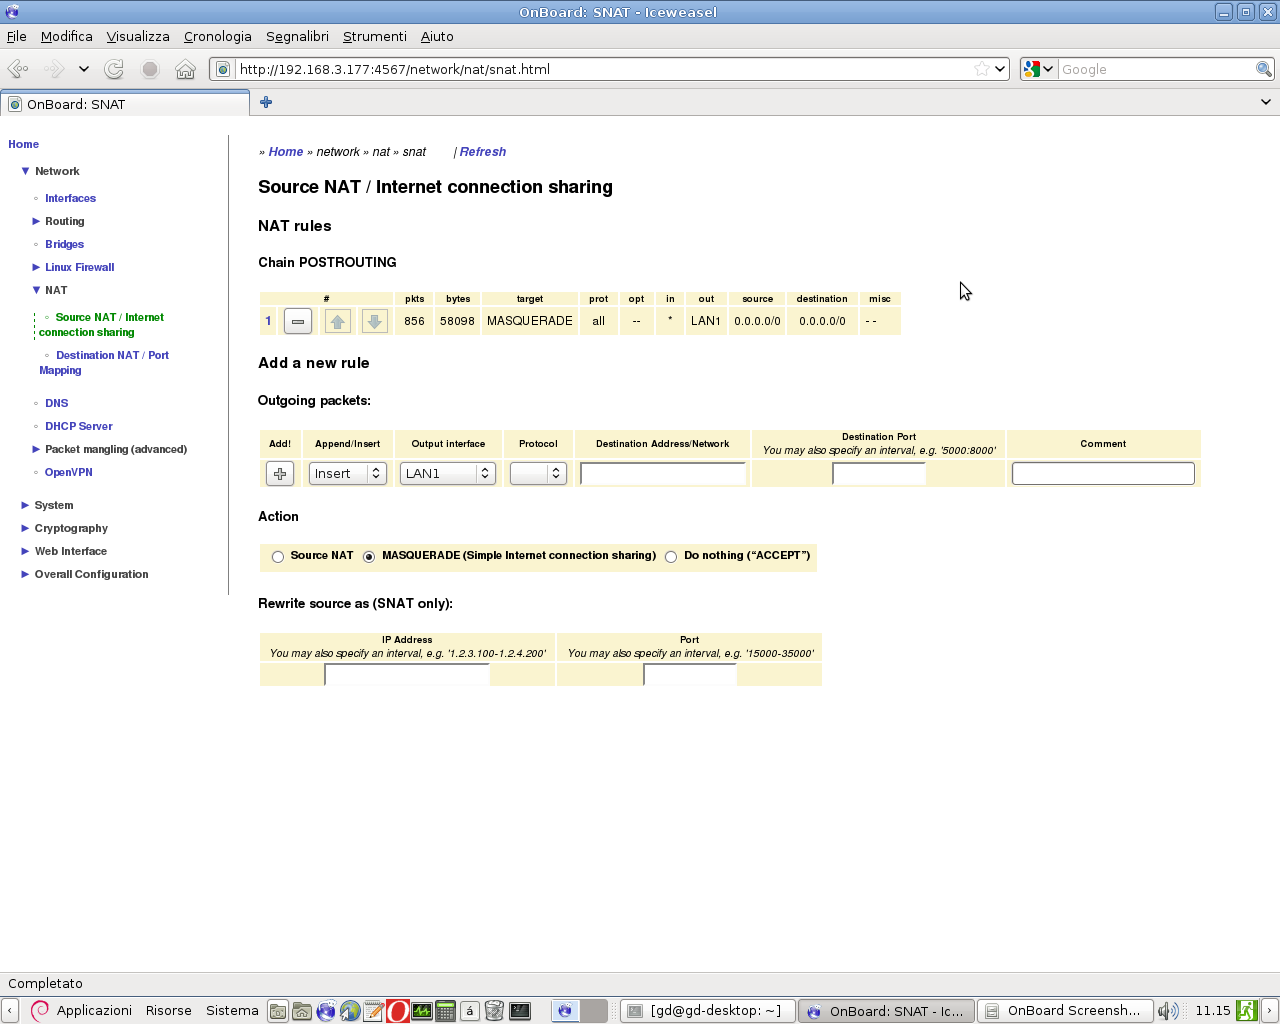 OnBoard: SNAT - Iceweasel
File Modifica Visualizza Cronologia Segnalibri Strumenti Aiuto
http://192.168.3.177:4567/network/nat/snat.html
Google
OnBoard: SNAT
Home
Network
Interfaces
Routing
Bridges
Linux Firewall
NAT
Source NAT / Internet
connection sharing
Destination NAT / Port
Mapping
DNS
DHCP Server
Packet mangling (advanced)
OpenVPN
System
Cryptography
Web Interface
Overall Configuration
» Home » network » nat » snat | Refresh
Source NAT / Internet connection sharing
NAT rules
Chain POSTROUTING
# pkts bytes target prot opt in out source destination misc
1 856 58098 MASQUERADE all -- * LAN1 0.0.0.0/0 0.0.0.0/0 - -
Add a new rule
Outgoing packets:
Add! Append/Insert Output interface Protocol Destination Address/Network Destination Port Comment
You may also specify an interval, e.g. '5000:8000'
Insert LAN1
Action
Source NAT MASQUERADE (Simple Internet connection sharing) Do nothing (“ACCEPT”)
Rewrite source as (SNAT only):
IP Address Port
You may also specify an interval, e.g. '1.2.3.100-1.2.4.200' You may also specify an interval, e.g. '15000-35000'
Completato
Applicazioni Risorse Sistema á [gd@gd-desktop: ~] OnBoard: SNAT - Ic... OnBoard Screensh... 11.15